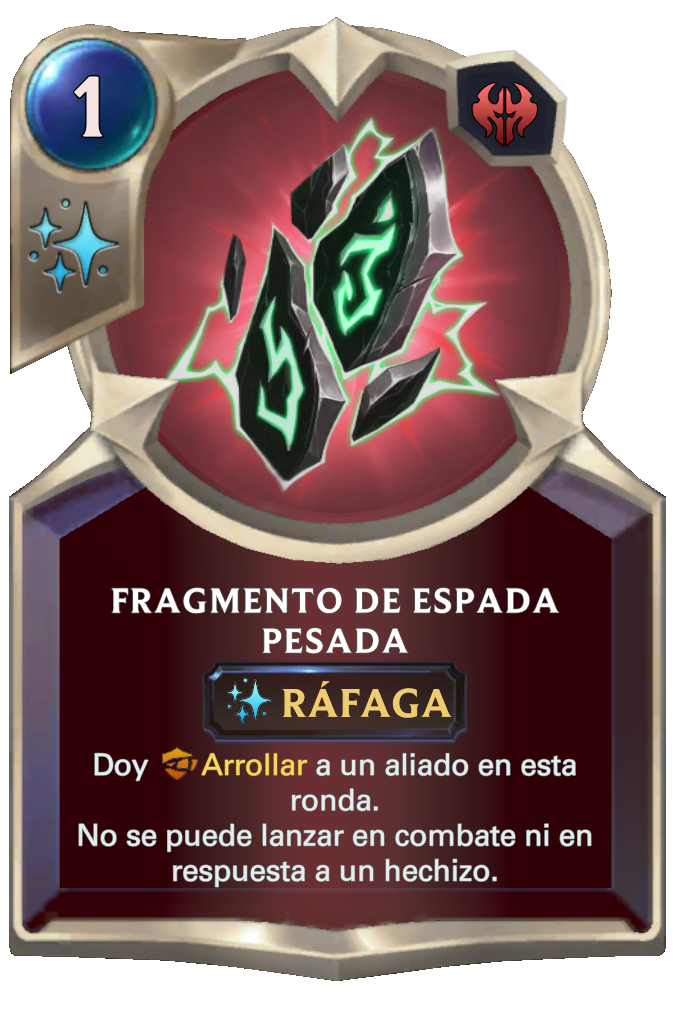 1
FRAGMENTO DE ESPADA
PESADA
RÁFAGA
Doy Arrollar a un aliado en esta
ronda.
No se puede lanzar en combate ni en
respuesta a un hechizo.